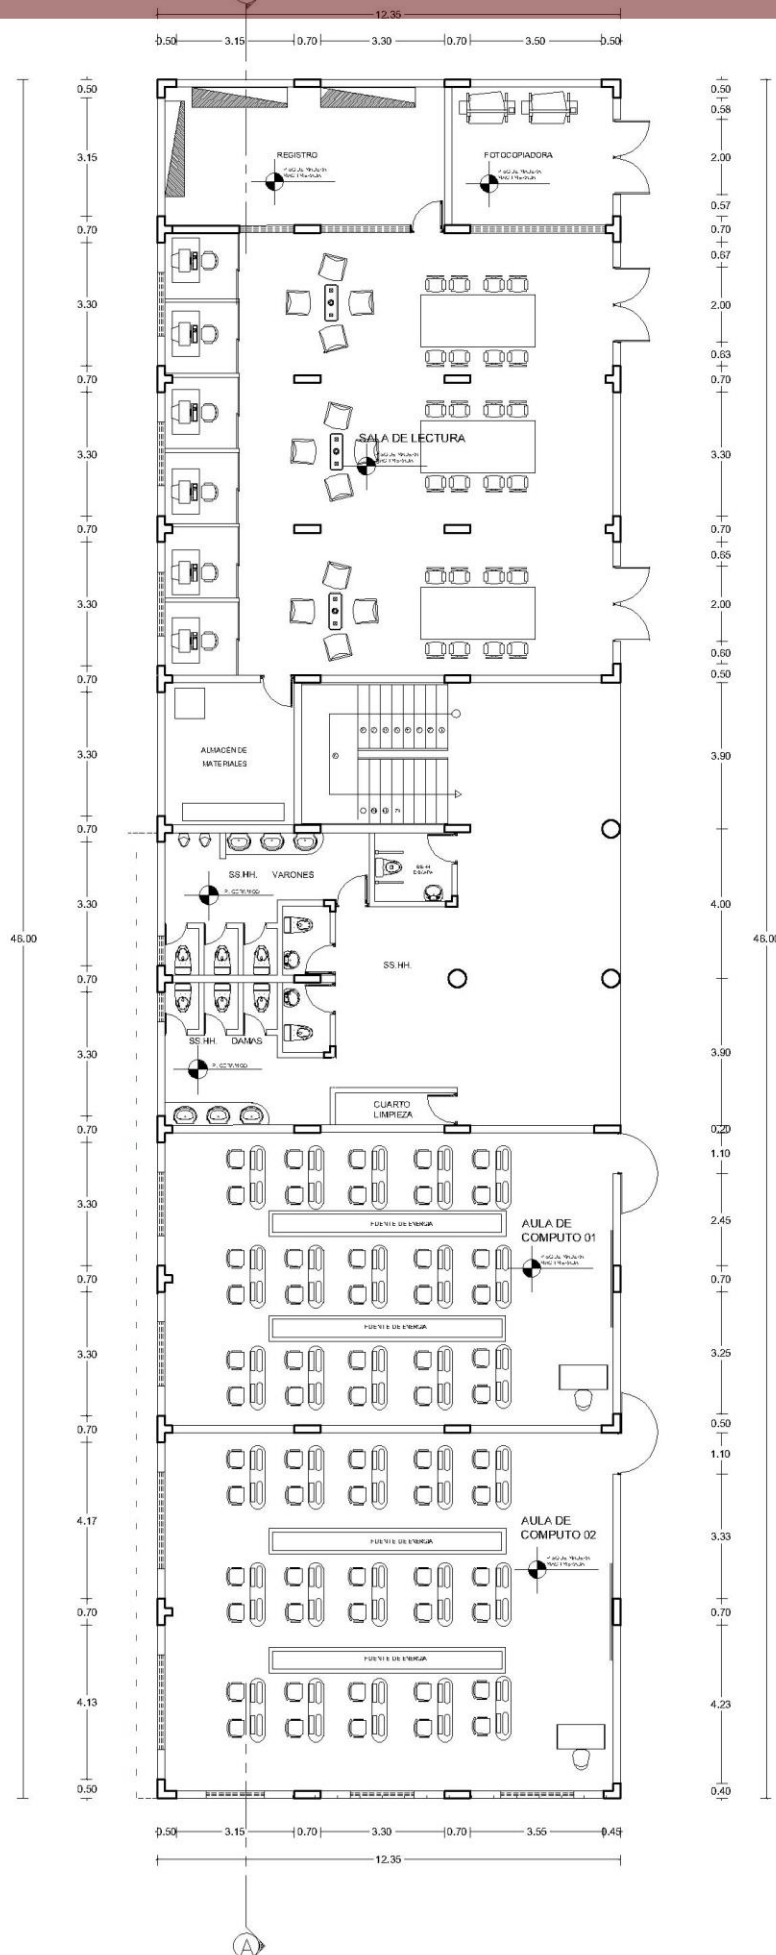 12.35
0.50 3.15 0.70 3.30 0.70 3.50 0.50
0.50
3.15
0.70
3.30
0.70
3.30
0.70
3.30
0.70
3.30
0.70
3.30
0.70
3.30
0.70
3.30
0.70
3.30
0.70
4.17
0.70
4.13
0.50
46.00
REGISTRO
FOTOCOPIADORA
SALA DE LECTURA
ALMACEN DE
MATERIALES
SS.HH. VARONES
SS.HH.
SS.HH. DAMAS
CUARTO
LIMPIEZA
FUENTE DE ENERGIA
AULA DE
COMPUTO 01
FUENTE DE ENERGIA
AULA DE
COMPUTO 02
FUENTE DE ENERGIA
FUENTE DE ENERGIA
0.50
0.58
2.00
0.57
0.70
0.67
2.00
0.63
0.70
3.30
0.70
0.65
2.00
0.60
0.50
3.90
4.00
3.90
0.20
1.10
2.45
0.70
3.25
0.50
1.10
3.33
0.70
4.23
0.40
46.00
0.50 3.15 0.70 3.30 0.70 3.55 0.45
12.35
A